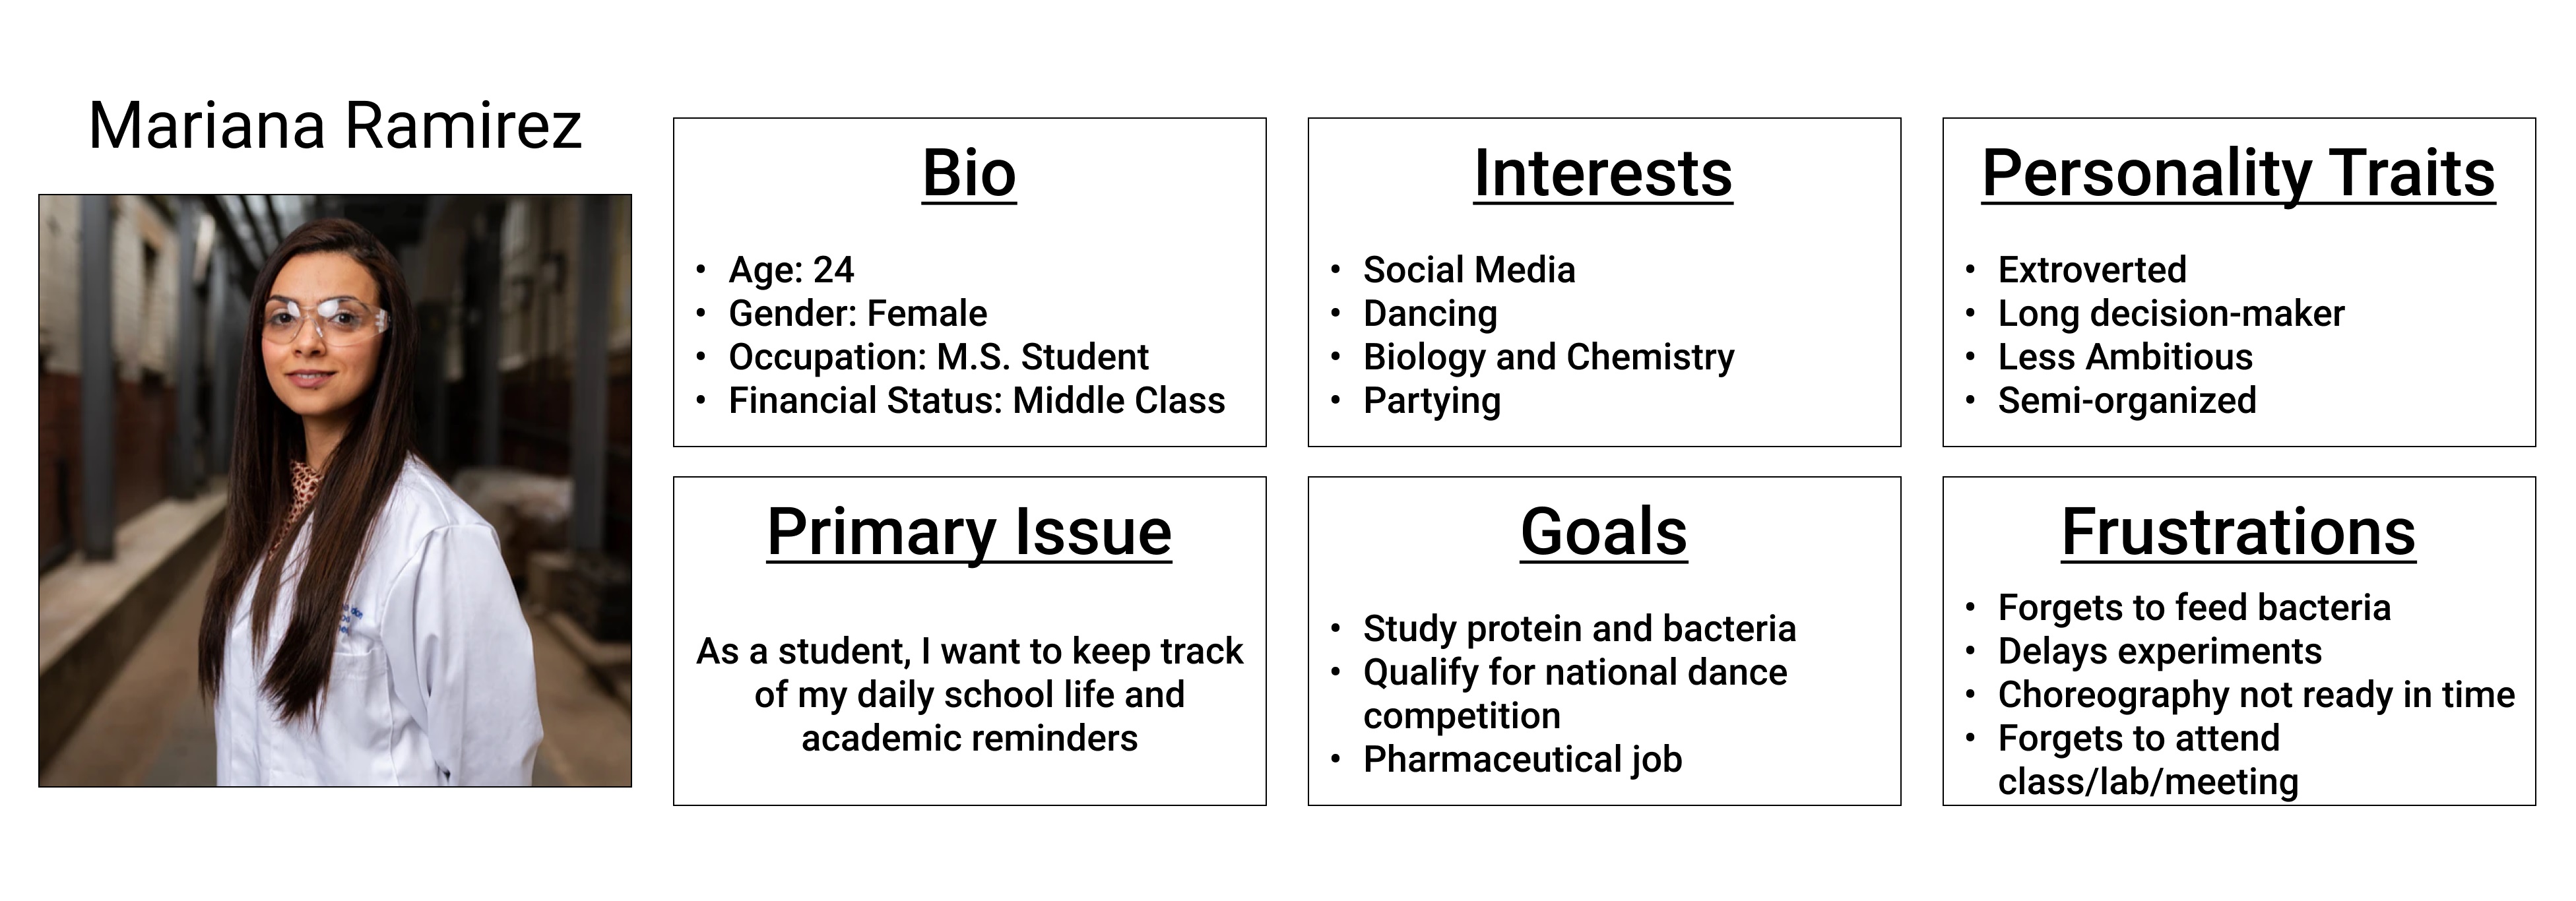 Mariana Ramirez
Bio
• Age: 24
• Gender: Female
• Occupation: M.S. Student
• Financial Status: Middle Class
Interests
• Social Media
• Dancing
• Biology and Chemistry
• Partying
Personality Traits
• Extroverted
• Long decision-maker
• Less Ambitious
• Semi-organized
Primary Issue
As a student, I want to keep track
of my daily school life and
academic reminders
Goals
• Study protein and bacteria
• Qualify for national dance
competition
• Pharmaceutical job
Frustrations
• Forgets to feed bacteria
• Delays experiments
• Choreography not ready in time
• Forgets to attend
class/lab/meeting